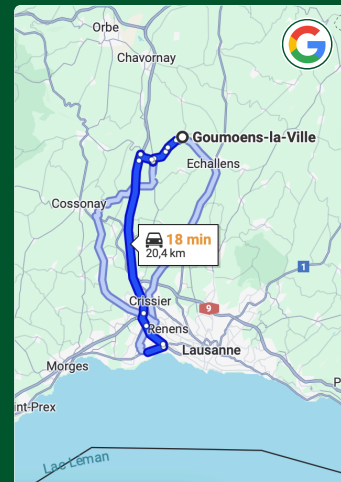 Orbe
Chavornay
G
Goumoens-la-Ville
Echallens
Cossonay
18 min
20,4 km
1
Crissier
9
Renens
Lausanne
Morges
int-Prex
P
Lac Léman